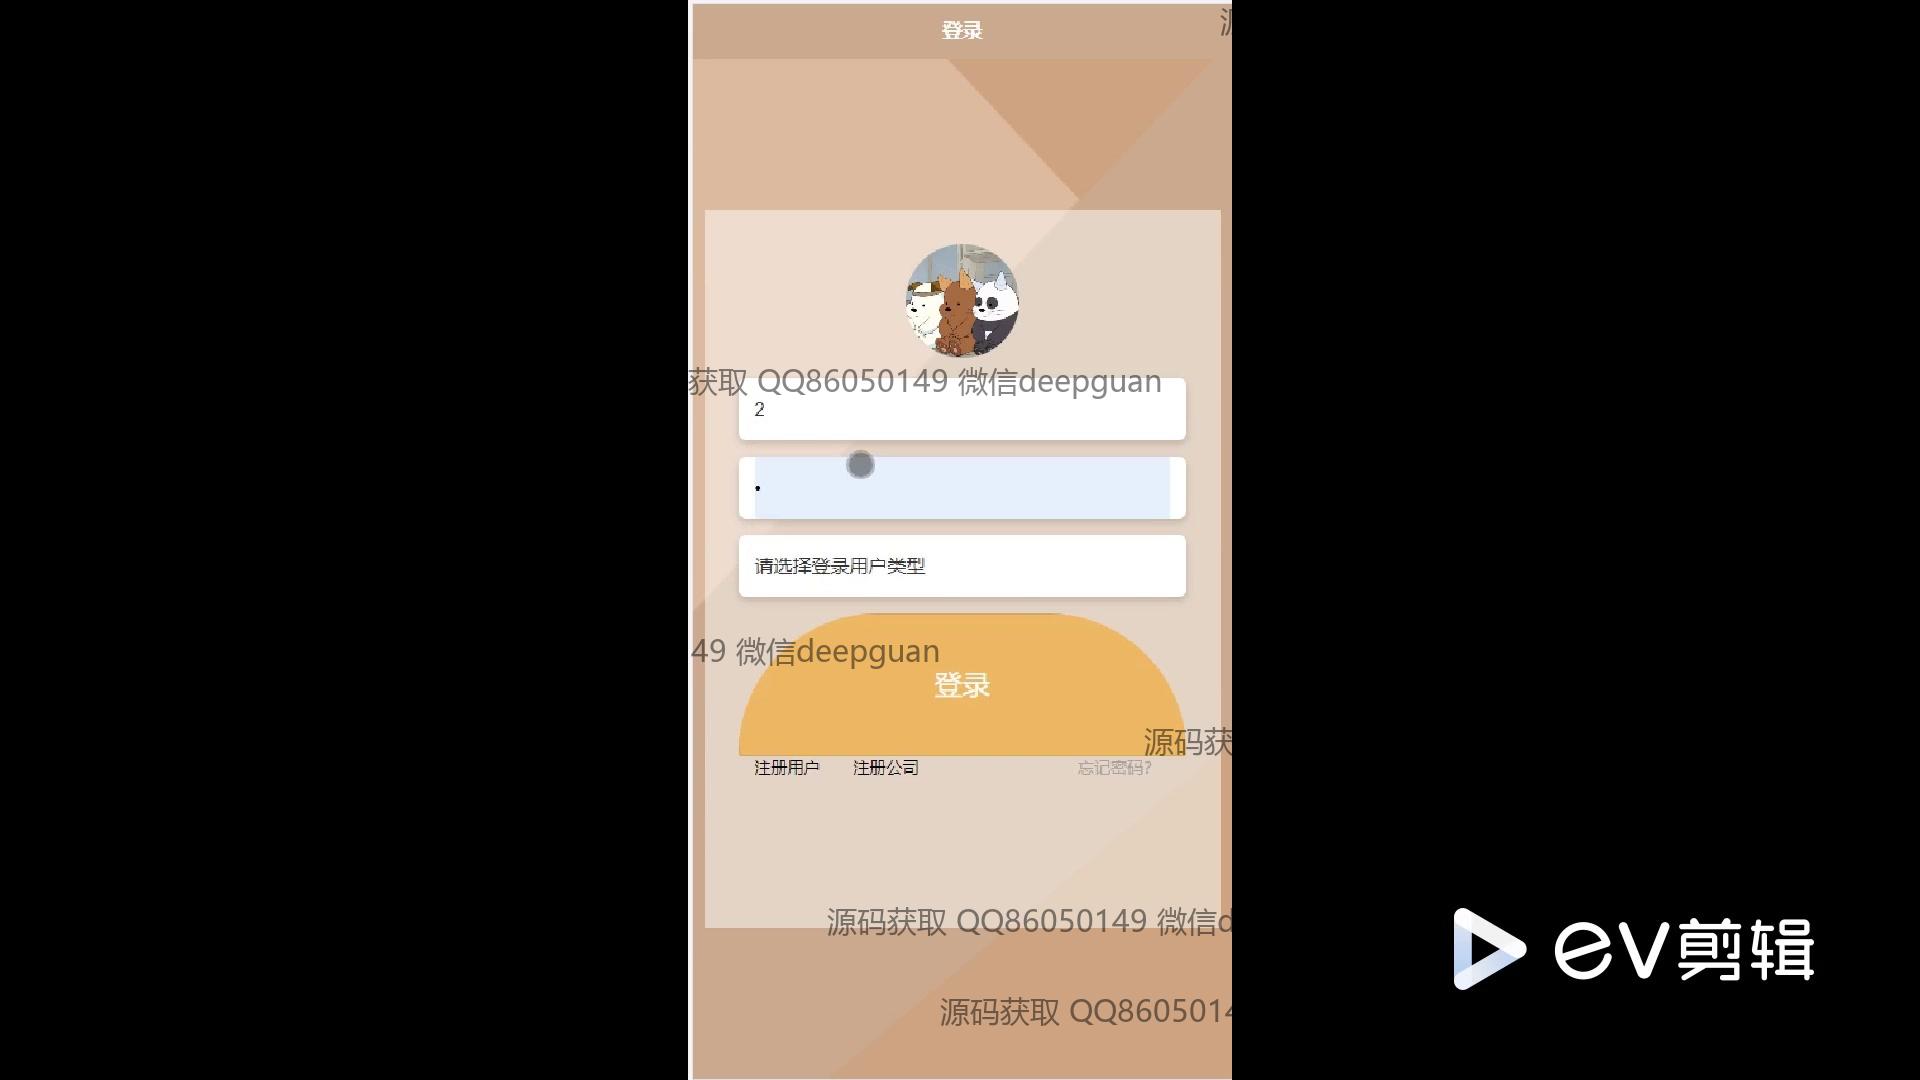 登录
源
获取 QQ86050149 微信deepguan
2
请选择登录用户类型
49 微信deepguan
登录
源码获
注册用户 注册公司 忘记密码?
源码获取 QQ86050149 微信d
源码获取 QQ8605014
ev剪辑